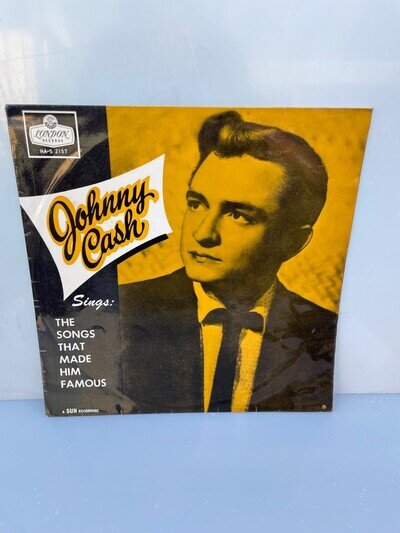 LONDON
RECORDS
HA-S 2157
Johnny
Cash
Sings:
THE
SONGS
THAT
MADE
HIM
FAMOUS
A SUN RECORDING